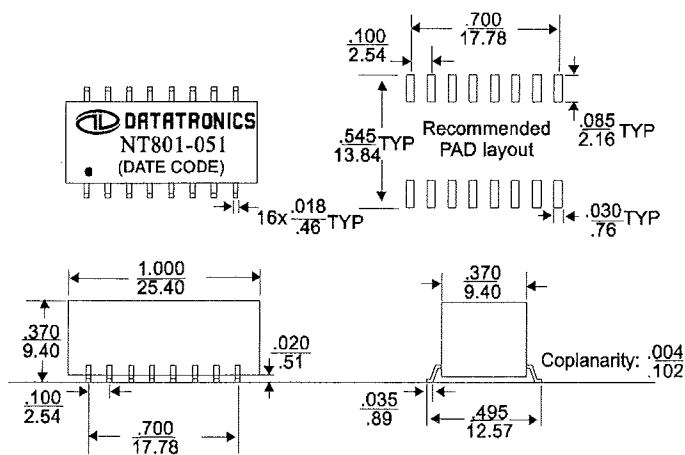 .100
2.54
.700
17.78
DATATRONICS
NT801-051
(DATE CODE)
16x .018
.46 TYP
.545
13.84 TYP
Recommended
PAD layout
.085
2.16 TYP
.030
.76 TYP
1.000
25.40
.370
9.40
.020
.51
.100
2.54
.700
17.78
.370
9.40
Coplanarity: .004
.102
.035
.89
.495
12.57